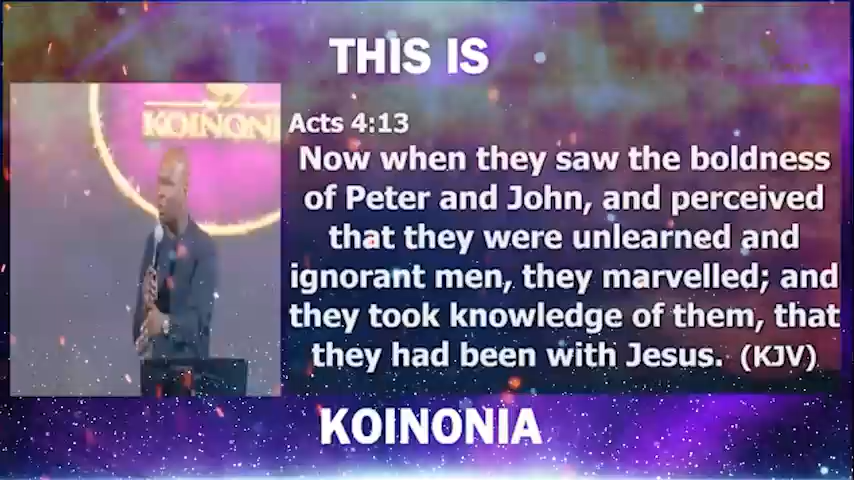 THIS IS
KOINONI
Acts 4:13
Now when they saw the boldness
of Peter and John, and perceived
that they were unlearned and
ignorant men, they marvelled; and
they took knowledge of them, that
they had been with Jesus. (KJV)
KOINONIA